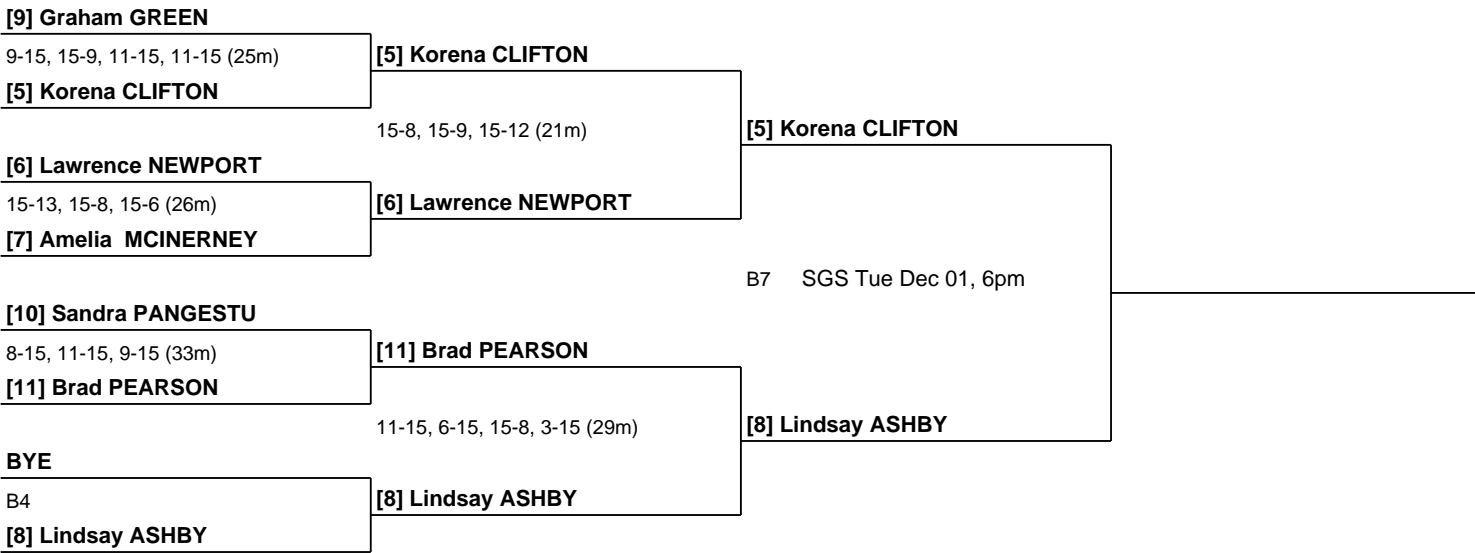 [9] Graham GREEN
9-15, 15-9, 11-15, 11-15 (25m)
[5] Korena CLIFTON
[5] Korena CLIFTON
15-8, 15-9, 15-12 (21m)
[5] Korena CLIFTON
[6] Lawrence NEWPORT
15-13, 15-8, 15-6 (26m)
[6] Lawrence NEWPORT
[7] Amelia  MCINERNEY
B7 SGS Tue Dec 01, 6pm
[10] Sandra PANGESTU
8-15, 11-15, 9-15 (33m)
[11] Brad PEARSON
[11] Brad PEARSON
11-15, 6-15, 15-8, 3-15 (29m)
[8] Lindsay ASHBY
BYE
B4
[8] Lindsay ASHBY
[8] Lindsay ASHBY